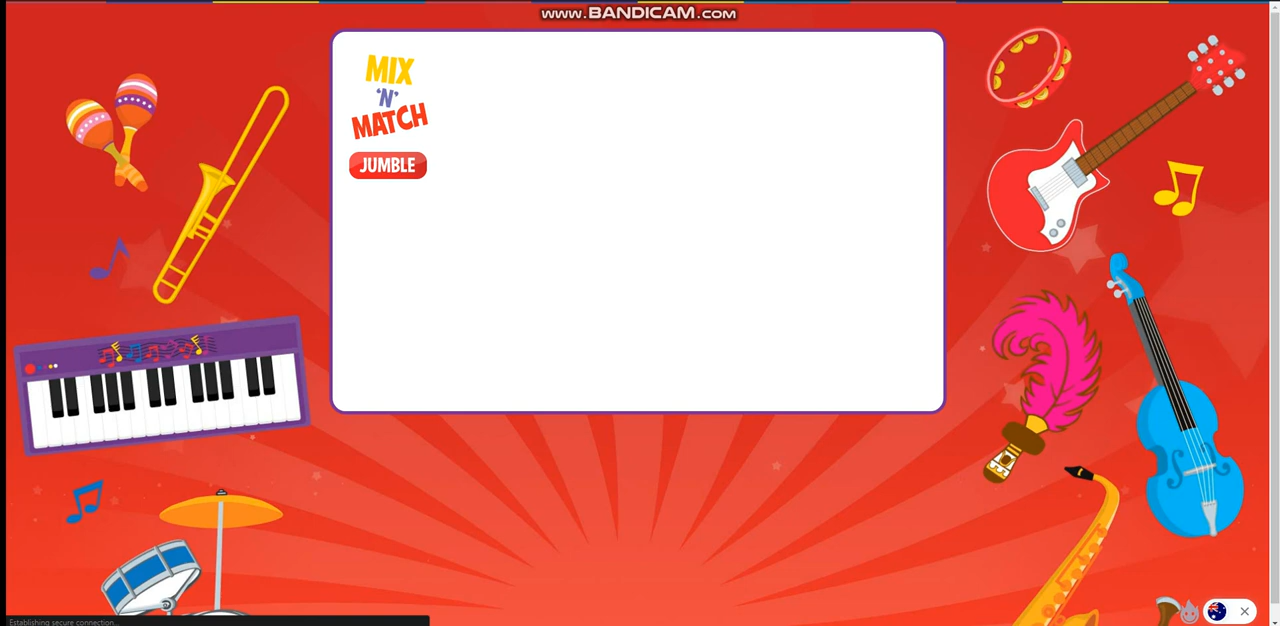 www.BANDICAM.com
MIX
'N'
MATCH
JUMBLE
Establishing secure connection...